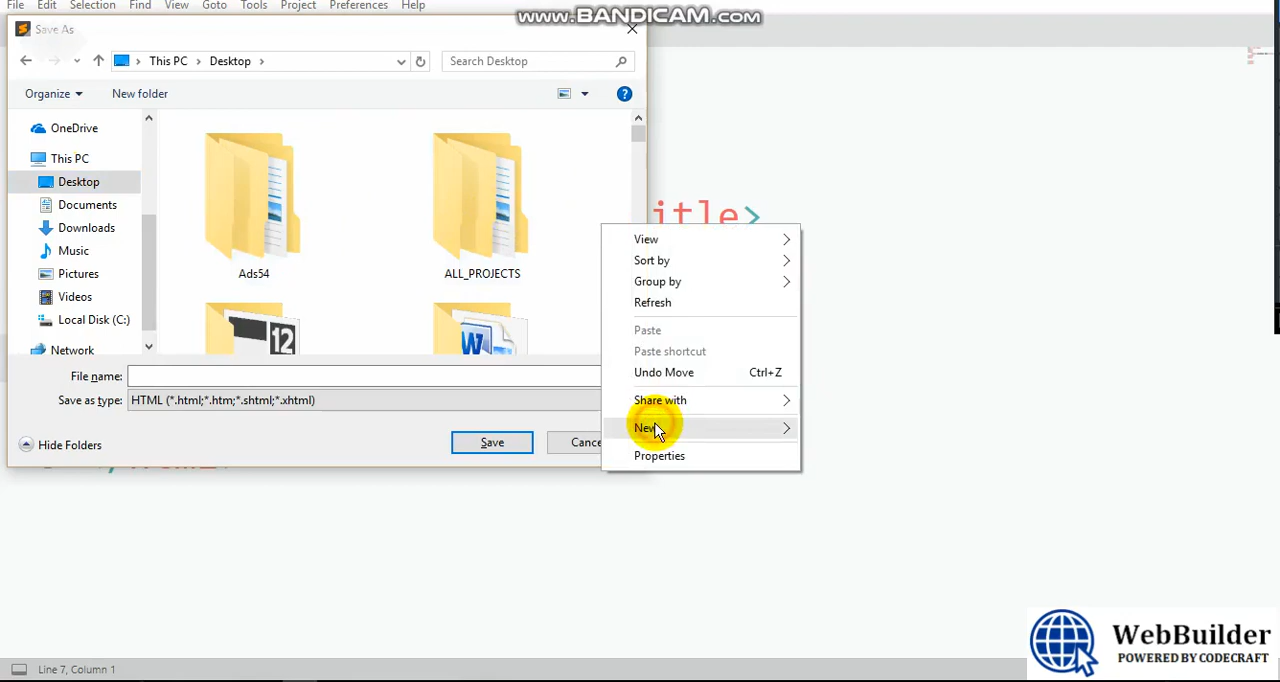 File Edit Selection Find View Goto Tools Project Preferences Help
www.BANDICAM.com
Save As
This PC > Desktop >
Search Desktop
Organize
New folder
OneDrive
This PC
Desktop
Documents
Downloads
Music
Pictures
Videos
Local Disk (C:)
Network
Ads54
ALL_PROJECTS
12
W
itle>
View
Sort by
Group by
Refresh
Paste
Paste shortcut
Undo Move Ctrl+Z
Share with
New
Properties
File name:
Save as type: HTML (*.html;*.htm;*.shtml;*.xhtml)
Hide Folders
Save
Cance
Line 7, Column 1
WebBuilder
POWERED BY CODECRAFT